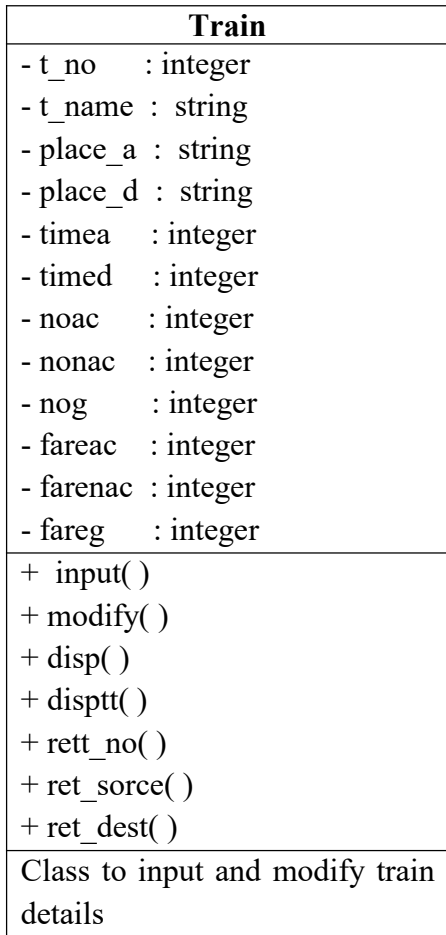 Train
- t_no : integer
- t_name : string
- place_a : string
- place_d : string
- timea : integer
- timed : integer
- noac : integer
- nonac : integer
- nog : integer
- fareac : integer
- farenac : integer
- fareg : integer
+ input( )
+ modify( )
+ disp( )
+ disptt( )
+ rett_no( )
+ ret_sorce( )
+ ret_dest( )
Class to input and modify train
details